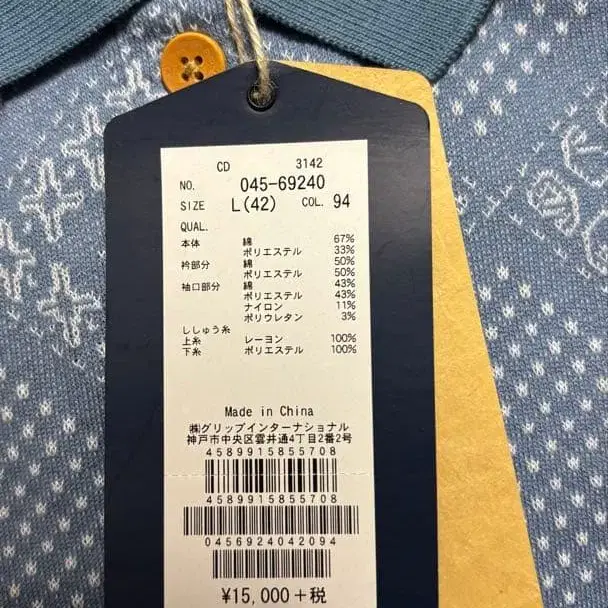 CD 3142
NO. 045-69240
SIZE L(42) COL. 94
QUAL.
本体 綿 67%
ポリエステル 33%
衿部分 綿 50%
ポリエステル 50%
袖口部分 綿 43%
ポリエステル 43%
ナイロン 11%
ポリウレタン 3%
ししゅう糸
上糸 レーヨン 100%
下糸 ポリエステル 100%
Made in China
㈱グリップインターナショナル
神戸市中央区雲井通4丁目2番2号
4589915855708
4589915855708
0456924042094
¥15,000+税